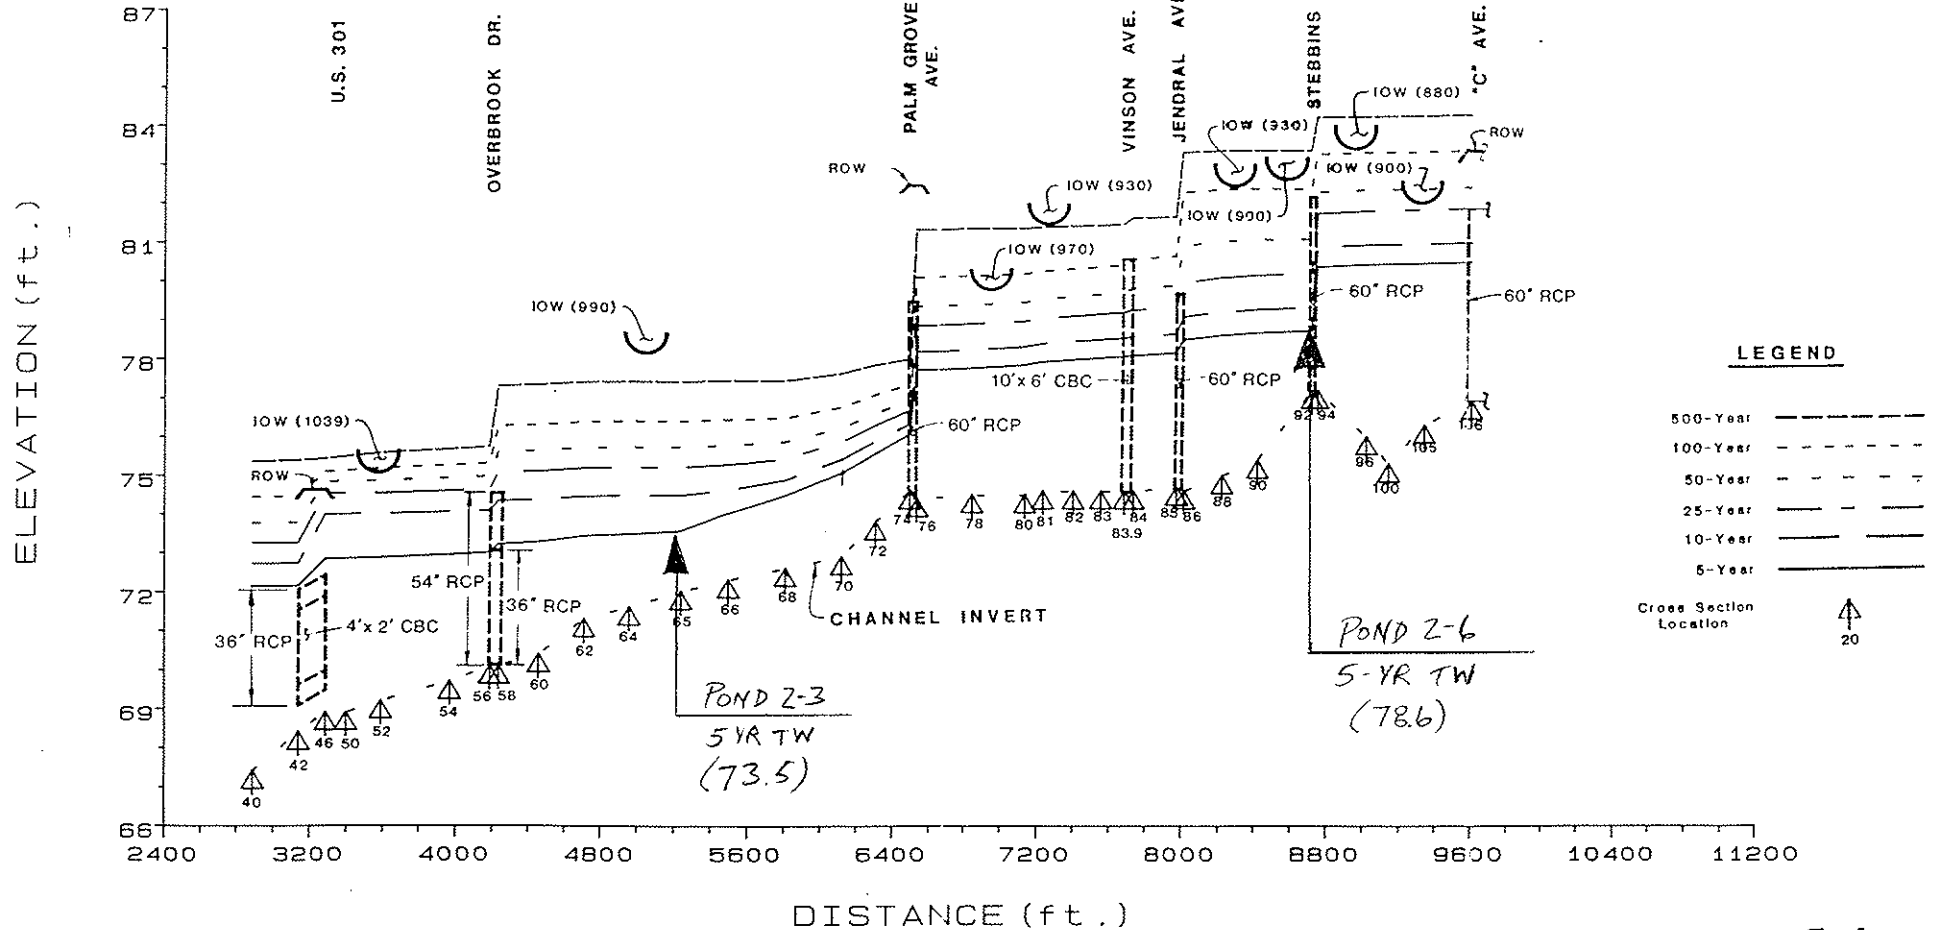 87
84
81
78
75
72
69
66
ELEVATION (ft.)
2400 3200 4000 4800 5600 6400 7200 8000 8800 9600 10400 11200
DISTANCE (ft.)
U.S. 301
OVERBROOK DR.
PALM GROVE
AVE.
VINSON AVE.
JENDRAL
STEBBINS
"C" AVE.
IOW (880)
IOW (930)
ROW
ROW
IOW (900)
IOW (930)
IOW (900)
IOW (970)
IOW (990)
60" RCP
60" RCP
10'x 6' CBC
60" RCP
IOW (1039)
60" RCP
ROW
54" RCP
36" RCP
36" RCP
4'x 2' CBC
CHANNEL INVERT
40
42
46
50
52
54
56
58
60
62
64
65
66
68
70
72
74
76
78
80
81
82
83
83.9
84
85
86
88
90
92
94
96
100
105
106
POND 2-3
5 YR TW
(73.5)
POND 2-6
5-YR TW
(78.6)
LEGEND
500-Year
100-Year
50-Year
25-Year
10-Year
5-Year
Cross Section
Location
20